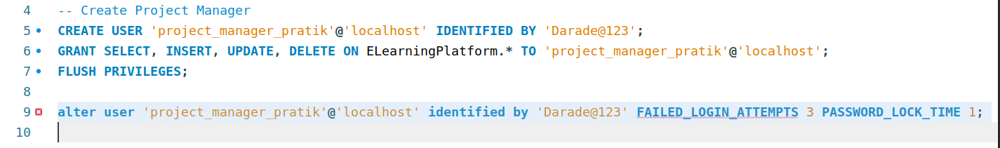 4 -- Create Project Manager
5 CREATE USER 'project_manager_pratik'@'localhost' IDENTIFIED BY 'Darade@123';
6 GRANT SELECT, INSERT, UPDATE, DELETE ON ELearningPlatform.* TO 'project_manager_pratik'@'localhost';
7 FLUSH PRIVILEGES;
8
9 alter user 'project_manager_pratik'@'localhost' identified by 'Darade@123' FAILED_LOGIN_ATTEMPTS 3 PASSWORD_LOCK_TIME 1;
10